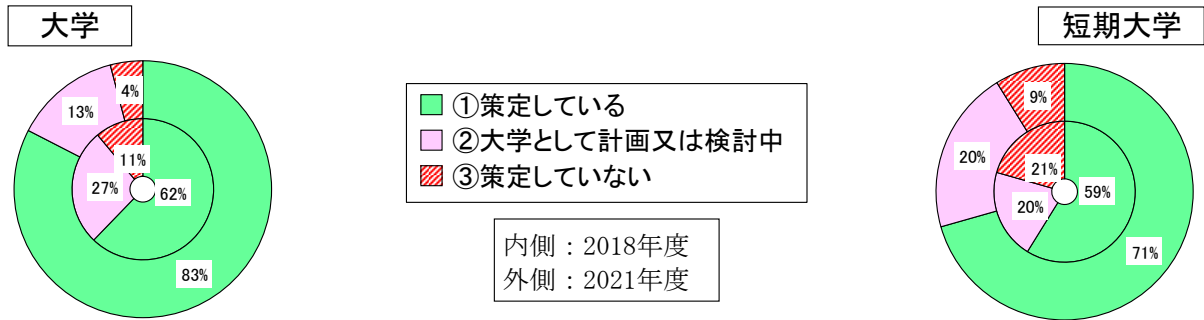 大学
4%
13%
11%
27%
62%
83%
①策定している
②大学として計画又は検討中
③策定していない
内側：2018年度
外側：2021年度
短期大学
9%
20%
21%
59%
20%
71%